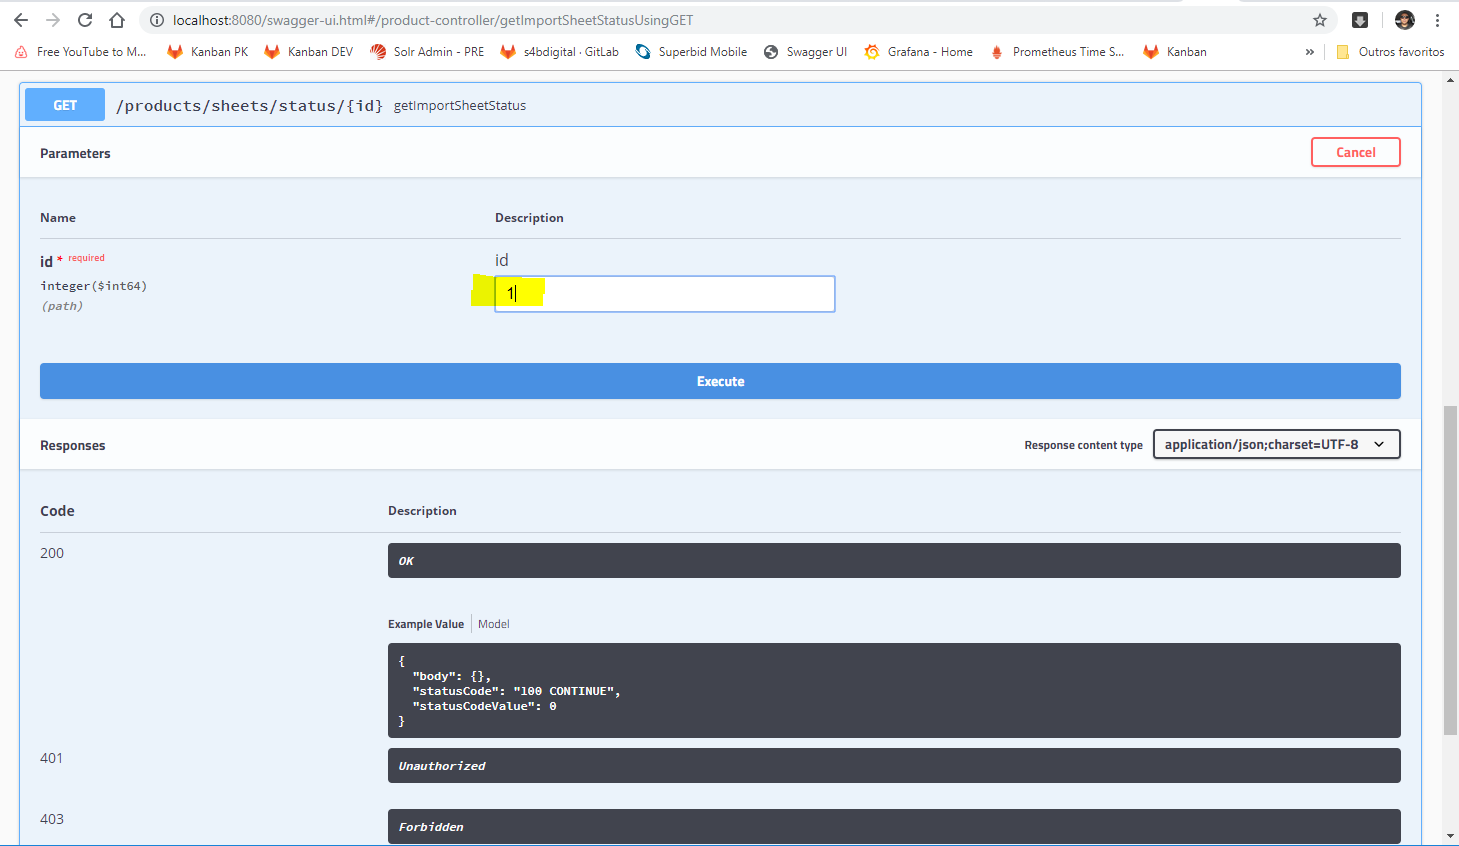 localhost:8080/swagger-ui.html#/product-controller/getImportSheetStatusUsingGET
Free YouTube to M... Kanban PK Kanban DEV Solr Admin - PRE s4bdigital · GitLab Superbid Mobile Swagger UI Grafana - Home Prometheus Time S... Kanban » Outros favoritos
GET /products/sheets/status/{id} getImportSheetStatus
Parameters Cancel
Name Description
id * required id
integer($int64) 1
(path)
Execute
Responses Response content type application/json;charset=UTF-8
Code Description
200 OK
Example Value Model
{
"body": {},
"statusCode": "100 CONTINUE",
"statusCodeValue": 0
}
401 Unauthorized
403 Forbidden